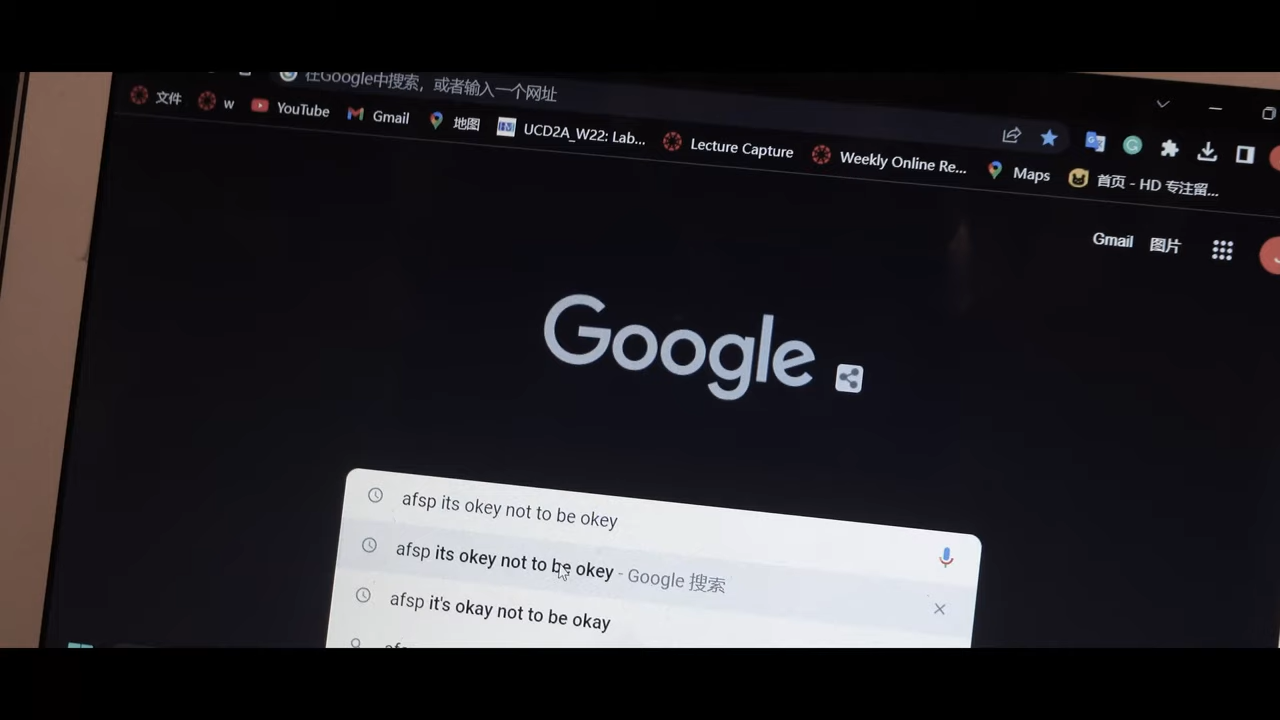 在Google中搜索，或者输入一个网址
文件 w YouTube Gmail 地图 UCD2A_W22: Lab... Lecture Capture Weekly Online Re... Maps 首页 - HD 专注留...
Gmail 图片
Google
afsp its okey not to be okey
afsp its okey not to be okey - Google 搜索
afsp it's okay not to be okay